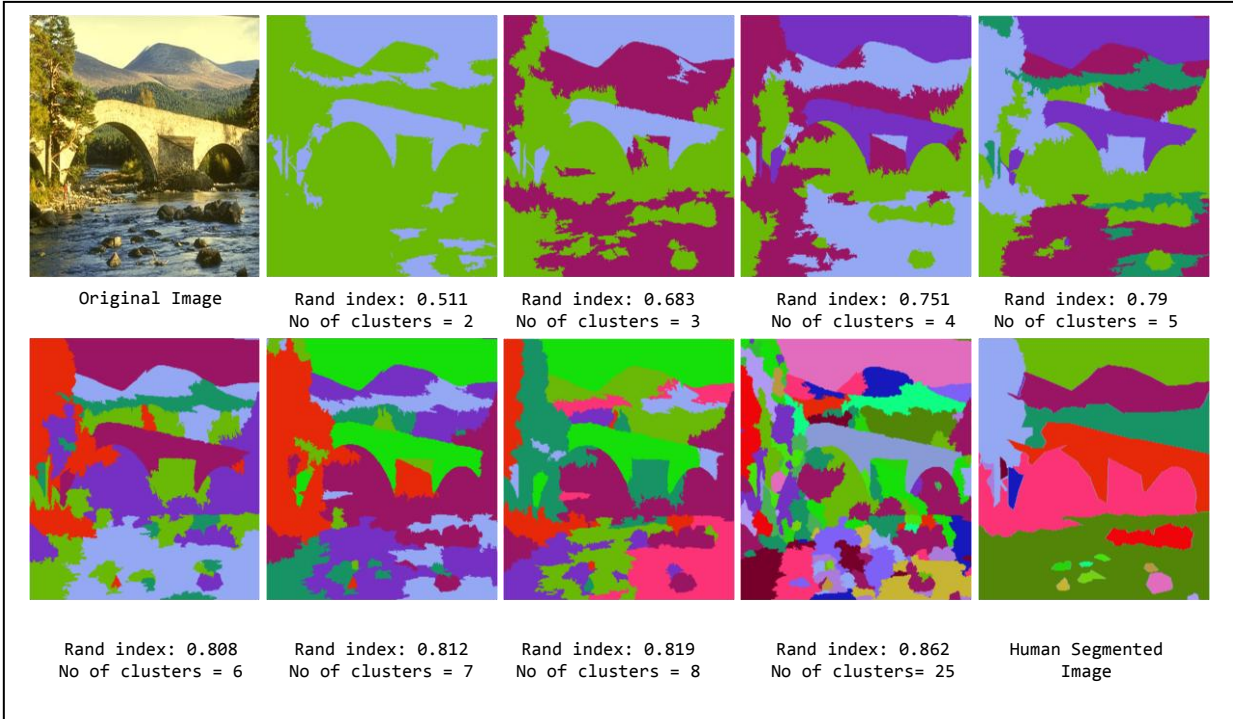 Original Image
Rand index: 0.511
No of clusters = 2
Rand index: 0.683
No of clusters = 3
Rand index: 0.751
No of clusters = 4
Rand index: 0.79
No of clusters = 5
Rand index: 0.808
No of clusters = 6
Rand index: 0.812
No of clusters = 7
Rand index: 0.819
No of clusters = 8
Rand index: 0.862
No of clusters= 25
Human Segmented
Image